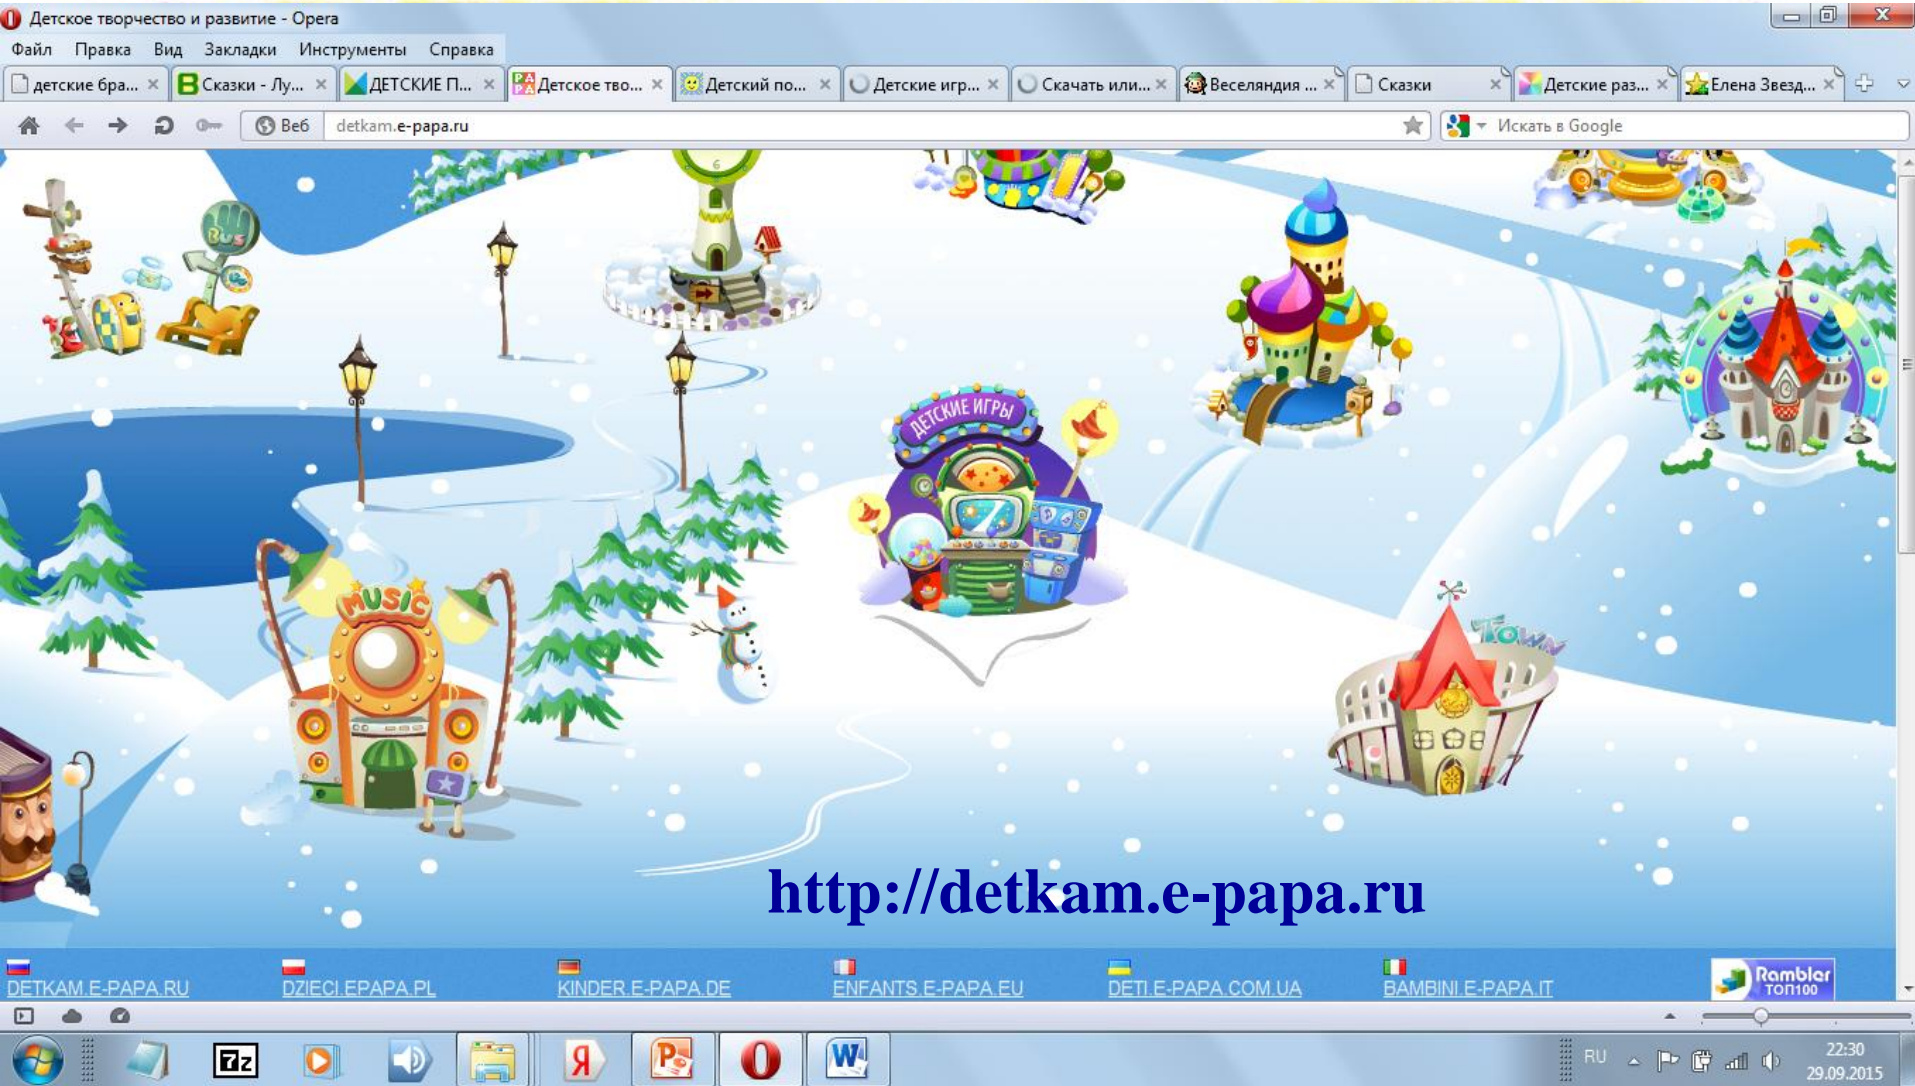 Детское творчество и развитие - Opera
Файл Правка Вид Закладки Инструменты Справка
детские бра... Сказки - Лу... ДЕТСКИЕ П... Детское тво... Детский по... Детские игр... Скачать или... Веселяндия ... Сказки Детские раз... Елена Звезд...
Веб detkam.e-papa.ru Искать в Google
6
BUS
ДЕТСКИЕ ИГРЫ
MUSIC
TOWN
http://detkam.e-papa.ru
DETKAM.E-PAPA.RU DZIECI.EPAPA.PL KINDER.E-PAPA.DE ENFANTS.E-PAPA.EU DETI.E-PAPA.COM.UA BAMBINI.E-PAPA.IT
Rambler
ТОП100
7z
Я
P
W
RU
22:30
29.09.2015